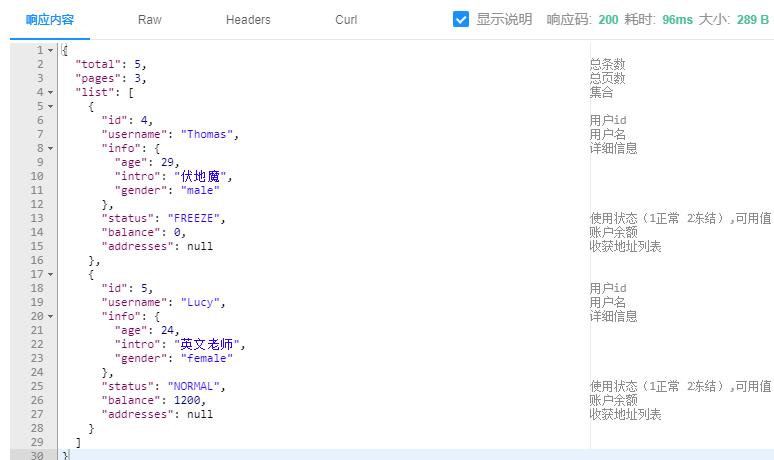 响应内容 Raw Headers Curl 显示说明 响应码: 200 耗时: 96ms 大小: 289 B
1 {
2 "total": 5, 总条数
3 "pages": 3, 总页数
4 "list": [ 集合
5 {
6 "id": 4, 用户id
7 "username": "Thomas", 用户名
8 "info": { 详细信息
9 "age": 29,
10 "intro": "伏地魔",
11 "gender": "male"
12 },
13 "status": "FREEZE", 使用状态（1正常 2冻结）,可用值
14 "balance": 0, 账户余额
15 "addresses": null 收获地址列表
16 },
17 {
18 "id": 5, 用户id
19 "username": "Lucy", 用户名
20 "info": { 详细信息
21 "age": 24,
22 "intro": "英文老师",
23 "gender": "female"
24 },
25 "status": "NORMAL", 使用状态（1正常 2冻结）,可用值
26 "balance": 1200, 账户余额
27 "addresses": null 收获地址列表
28 }
29 ]
30 }